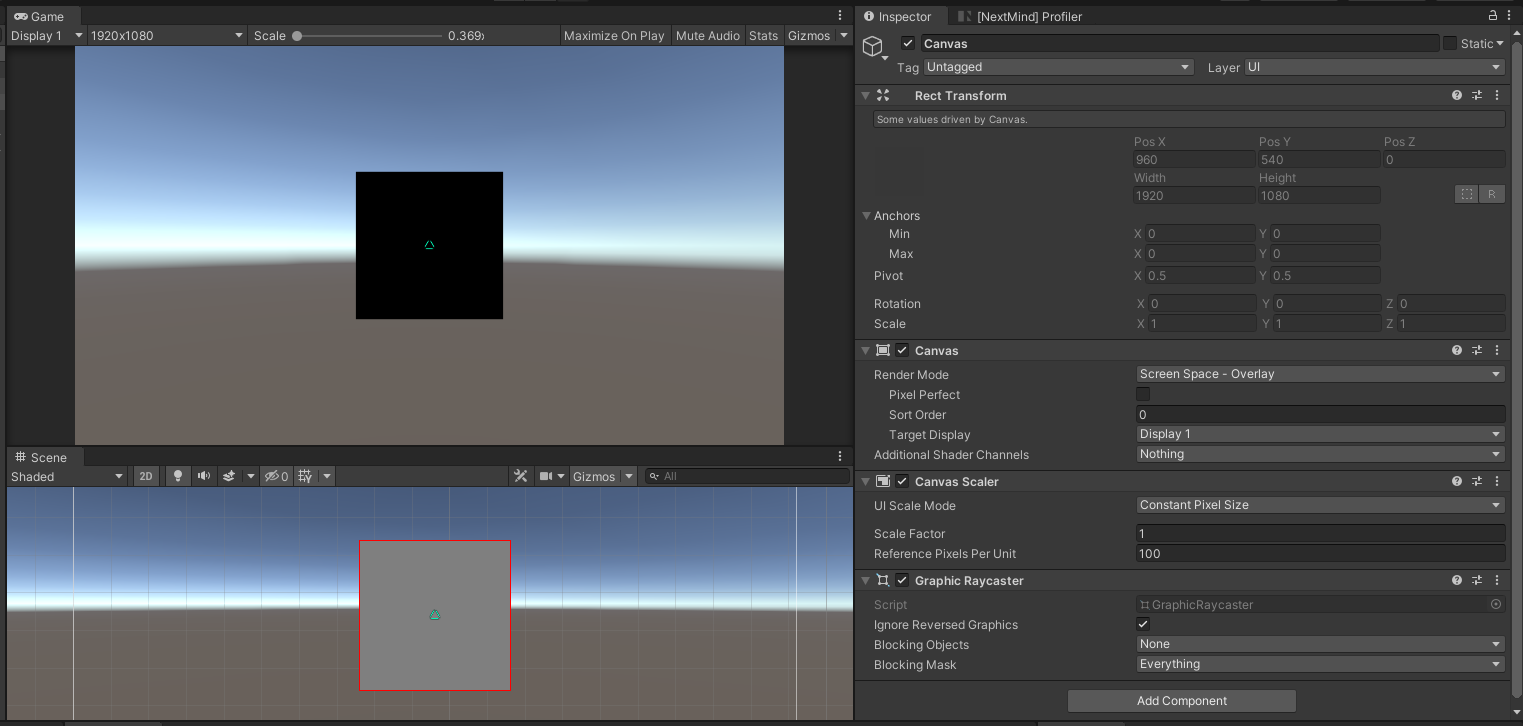 Game
Display 1 1920x1080 Scale 0.369x Maximize On Play Mute Audio Stats Gizmos
Scene
Shaded 2D 0 Gizmos All
Inspector [NextMind] Profiler
Canvas Static
Tag Untagged Layer UI
Rect Transform
Some values driven by Canvas.
Pos X Pos Y Pos Z
960 540 0
Width Height
1920 1080 R
Anchors
Min X 0 Y 0
Max X 0 Y 0
Pivot X 0.5 Y 0.5
Rotation X 0 Y 0 Z 0
Scale X 1 Y 1 Z 1
Canvas
Render Mode Screen Space - Overlay
Pixel Perfect
Sort Order 0
Target Display Display 1
Additional Shader Channels Nothing
Canvas Scaler
UI Scale Mode Constant Pixel Size
Scale Factor 1
Reference Pixels Per Unit 100
Graphic Raycaster
Script GraphicRaycaster
Ignore Reversed Graphics
Blocking Objects None
Blocking Mask Everything
Add Component